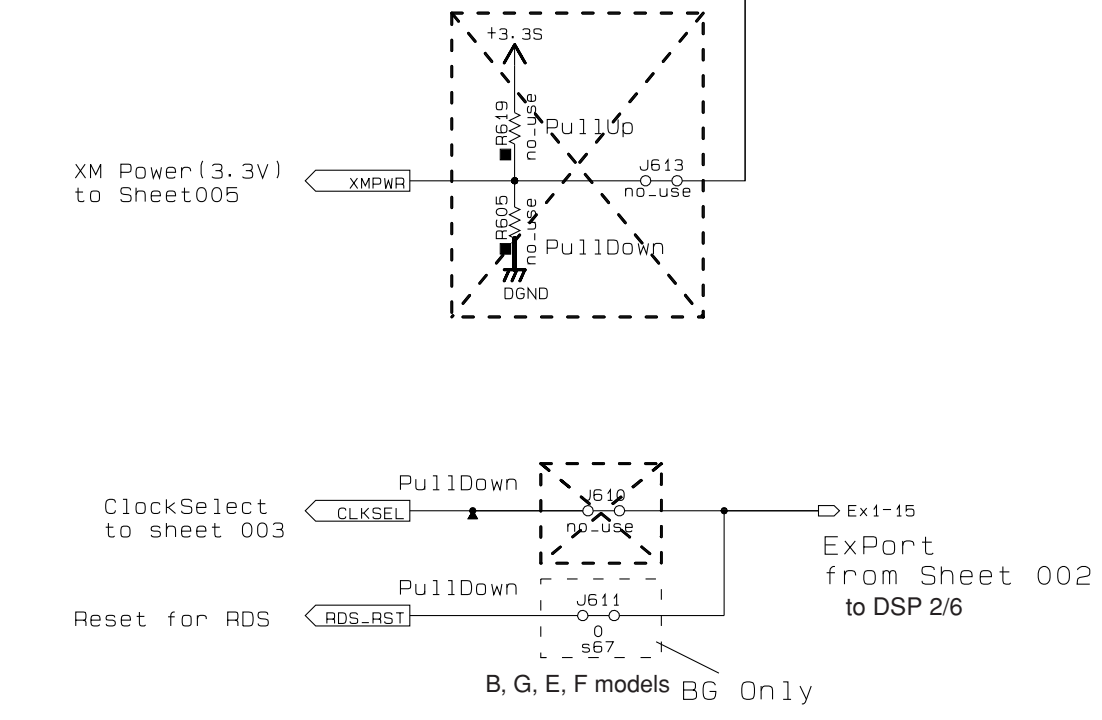 +3.3S
R619
no_use
PullUp
J613
no_use
XM Power(3.3V)
to Sheet005
XMPWR
R605
no_use
PullDown
DGND
PullDown
J610
no_use
ClockSelect
to sheet 003
CLKSEL
Ex1-15
ExPort
from Sheet 002
to DSP 2/6
PullDown
J611
0
s67
Reset for RDS
RDS_RST
B, G, E, F models
BG Only